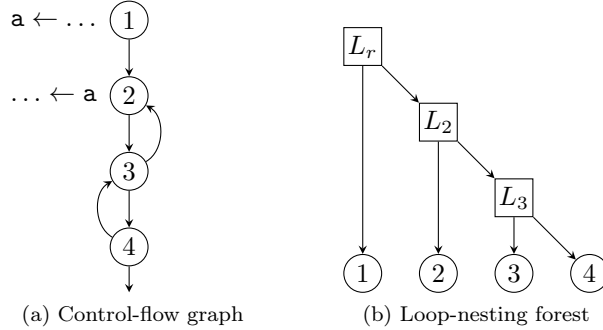 a ← ...
1
... ← a
2
3
4
(a) Control-flow graph
L_r
L_2
L_3
1 2 3 4
(b) Loop-nesting forest